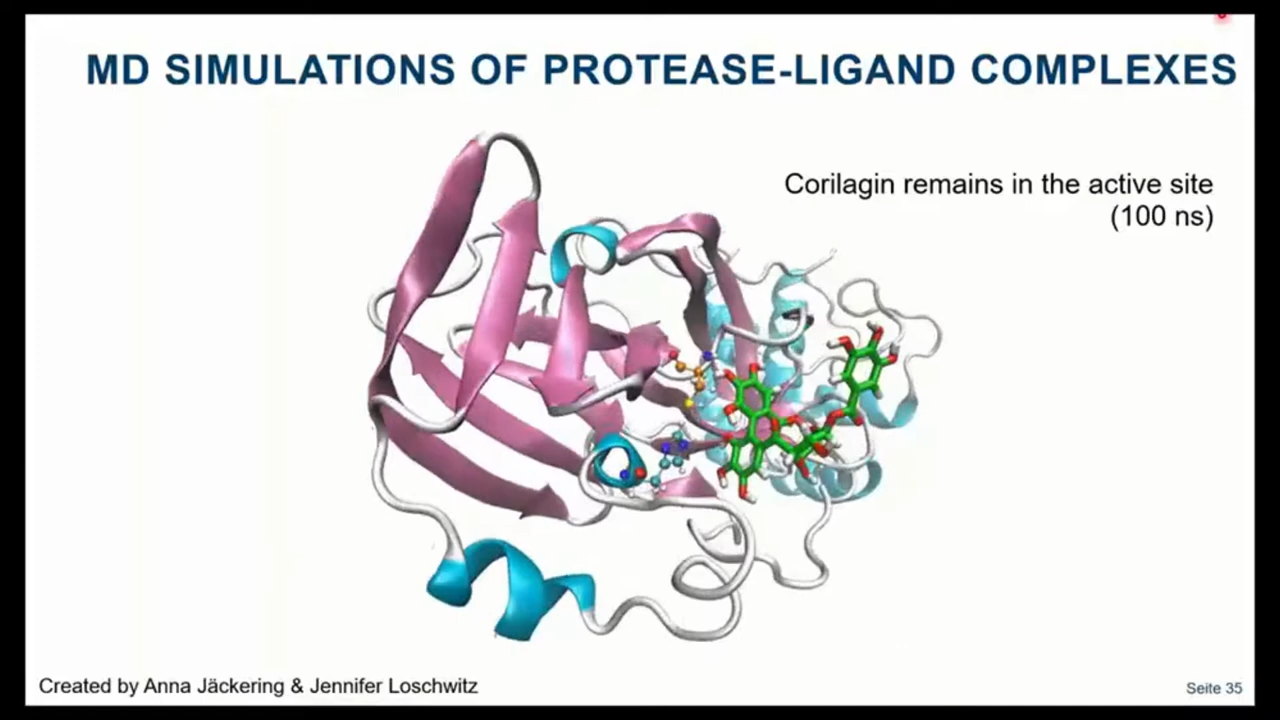 MD SIMULATIONS OF PROTEASE-LIGAND COMPLEXES
Corilagin remains in the active site
(100 ns)
Created by Anna Jäckering & Jennifer Loschwitz
Seite 35